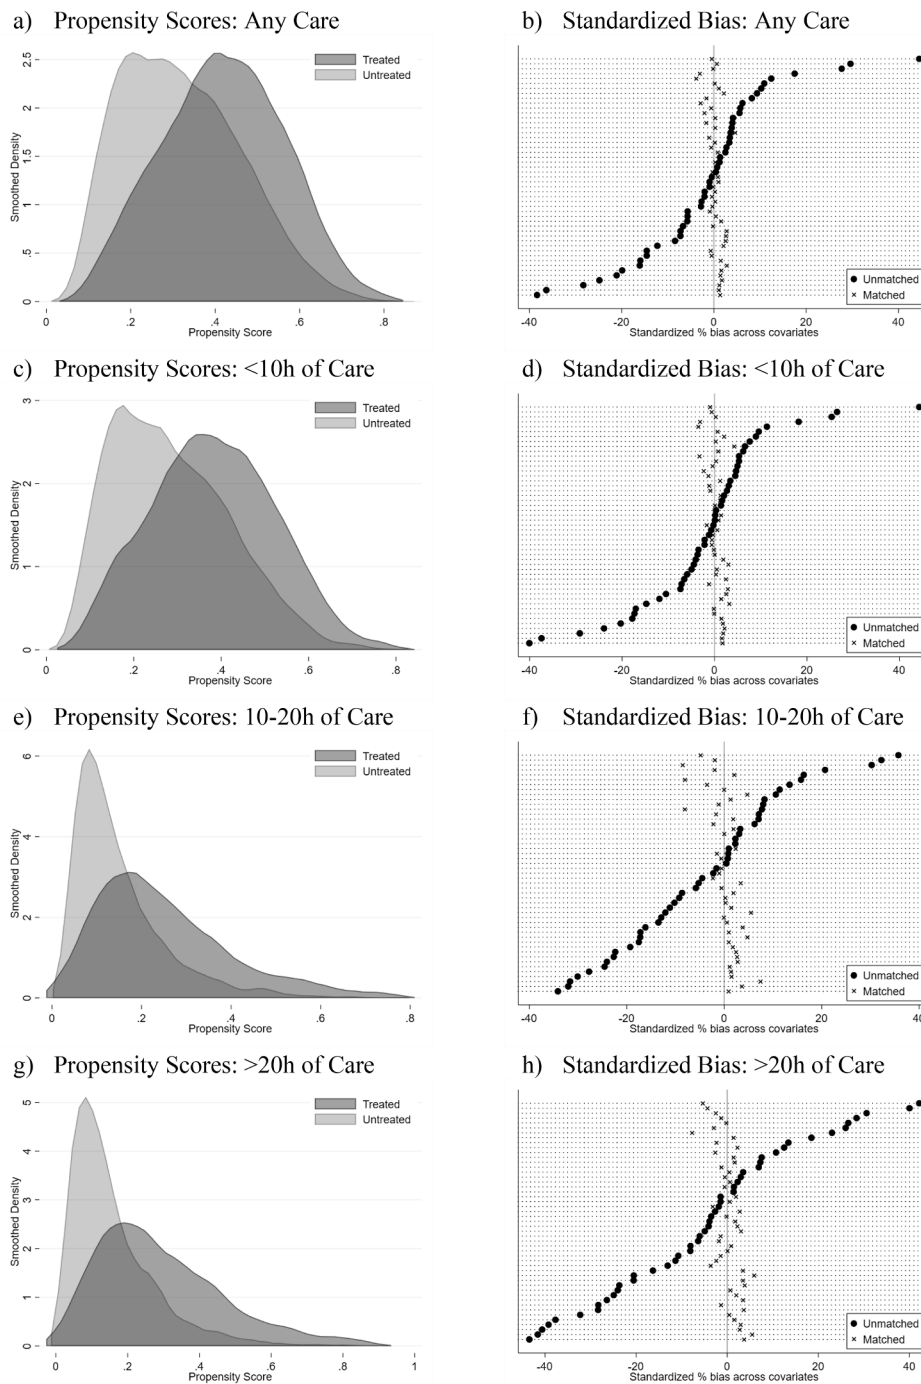 a) Propensity Scores: Any Care
b) Standardized Bias: Any Care
Treated
Untreated
2.5
2
1.5
1
.5
0
Smoothed Density
0 .2 .4 .6 .8
Propensity Score
Unmatched
Matched
-40 -20 0 20 40
Standardized % bias across covariates
c) Propensity Scores: <10h of Care
d) Standardized Bias: <10h of Care
Treated
Untreated
3
2
1
0
Smoothed Density
0 .2 .4 .6 .8
Propensity Score
Unmatched
Matched
-40 -20 0 20 40
Standardized % bias across covariates
e) Propensity Scores: 10-20h of Care
f) Standardized Bias: 10-20h of Care
Treated
Untreated
6
4
2
0
Smoothed Density
0 .2 .4 .6 .8
Propensity Score
Unmatched
Matched
-40 -20 0 20 40
Standardized % bias across covariates
g) Propensity Scores: >20h of Care
h) Standardized Bias: >20h of Care
Treated
Untreated
5
4
3
2
1
0
Smoothed Density
0 .2 .4 .6 .8 1
Propensity Score
Unmatched
Matched
-40 -20 0 20 40
Standardized % bias across covariates